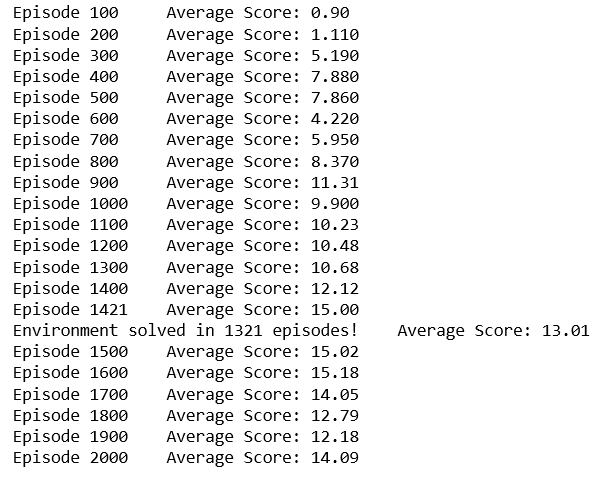 Episode 100 Average Score: 0.90
Episode 200 Average Score: 1.110
Episode 300 Average Score: 5.190
Episode 400 Average Score: 7.880
Episode 500 Average Score: 7.860
Episode 600 Average Score: 4.220
Episode 700 Average Score: 5.950
Episode 800 Average Score: 8.370
Episode 900 Average Score: 11.31
Episode 1000 Average Score: 9.900
Episode 1100 Average Score: 10.23
Episode 1200 Average Score: 10.48
Episode 1300 Average Score: 10.68
Episode 1400 Average Score: 12.12
Episode 1421 Average Score: 15.00
Environment solved in 1321 episodes! Average Score: 13.01
Episode 1500 Average Score: 15.02
Episode 1600 Average Score: 15.18
Episode 1700 Average Score: 14.05
Episode 1800 Average Score: 12.79
Episode 1900 Average Score: 12.18
Episode 2000 Average Score: 14.09